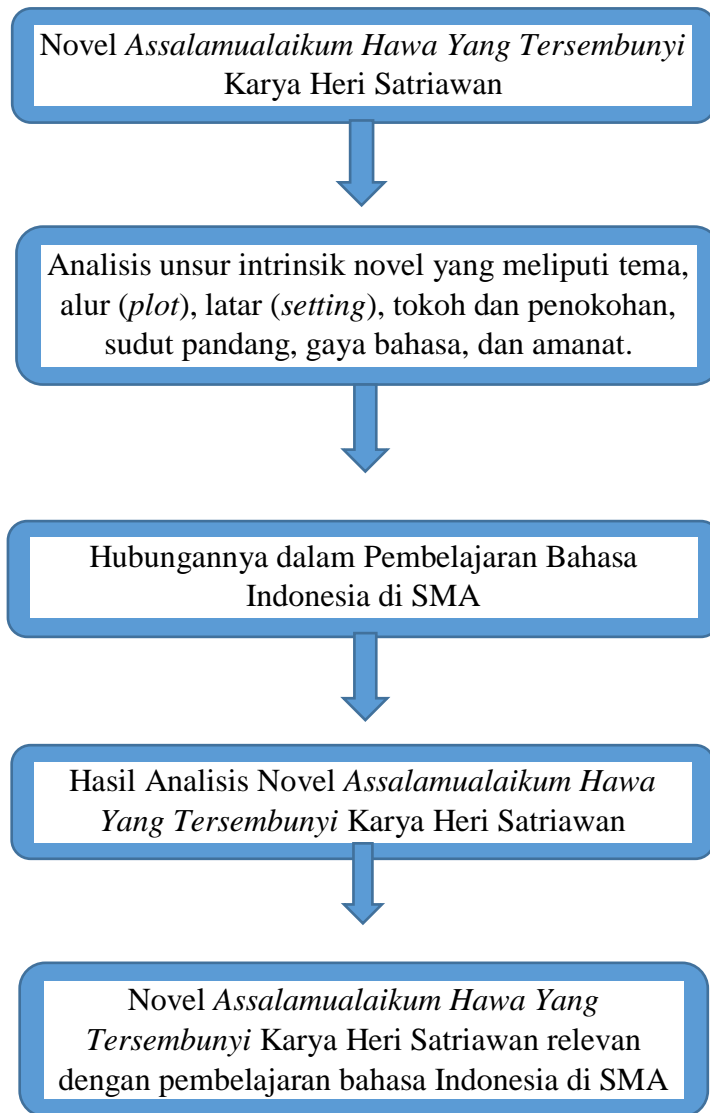 Novel Assalamualaikum Hawa Yang Tersembunyi
Karya Heri Satriawan
Analisis unsur intrinsik novel yang meliputi tema,
alur (plot), latar (setting), tokoh dan penokohan,
sudut pandang, gaya bahasa, dan amanat.
Hubungannya dalam Pembelajaran Bahasa
Indonesia di SMA
Hasil Analisis Novel Assalamualaikum Hawa
Yang Tersembunyi Karya Heri Satriawan
Novel Assalamualaikum Hawa Yang
Tersembunyi Karya Heri Satriawan relevan
dengan pembelajaran bahasa Indonesia di SMA